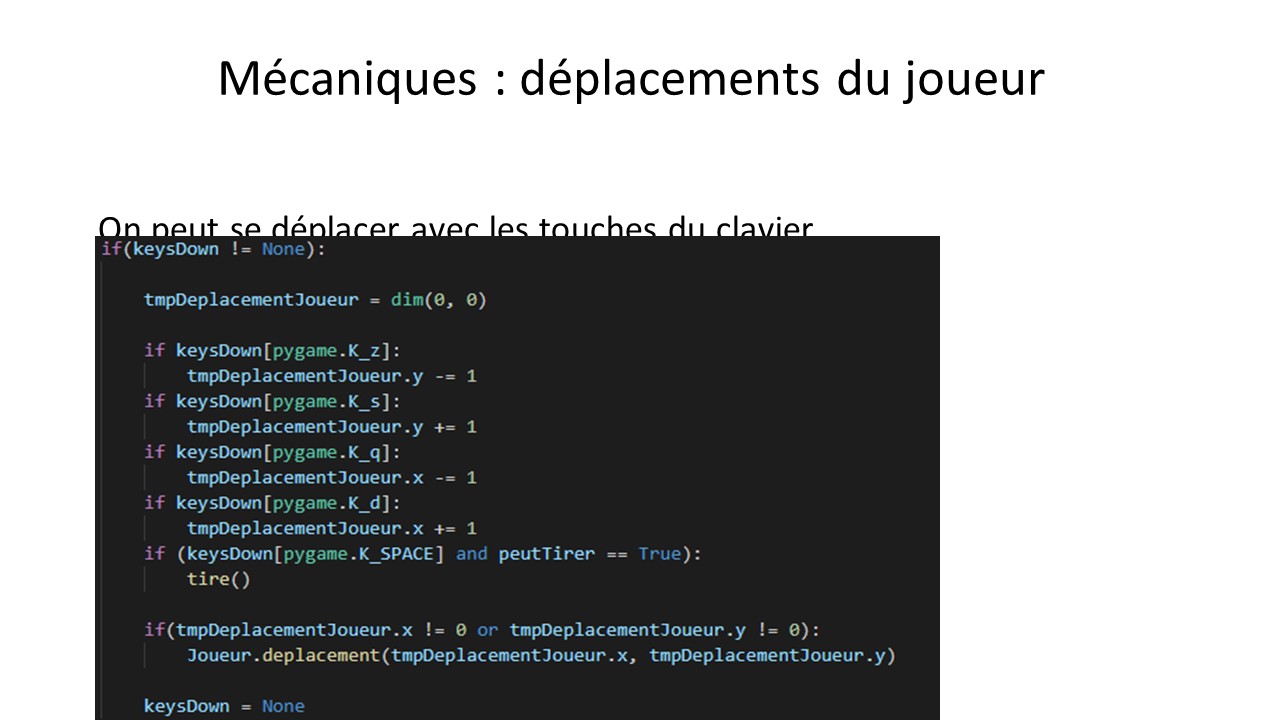 Mécaniques : déplacements du joueur
On peut se déplacer avec les touches du clavier
if(keysDown != None):
tmpDeplacementJoueur = dim(0, 0)
if keysDown[pygame.K_z]:
tmpDeplacementJoueur.y -= 1
if keysDown[pygame.K_s]:
tmpDeplacementJoueur.y += 1
if keysDown[pygame.K_q]:
tmpDeplacementJoueur.x -= 1
if keysDown[pygame.K_d]:
tmpDeplacementJoueur.x += 1
if (keysDown[pygame.K_SPACE] and peutTirer == True):
tire()
if(tmpDeplacementJoueur.x != 0 or tmpDeplacementJoueur.y != 0):
Joueur.deplacement(tmpDeplacementJoueur.x, tmpDeplacementJoueur.y)
keysDown = None